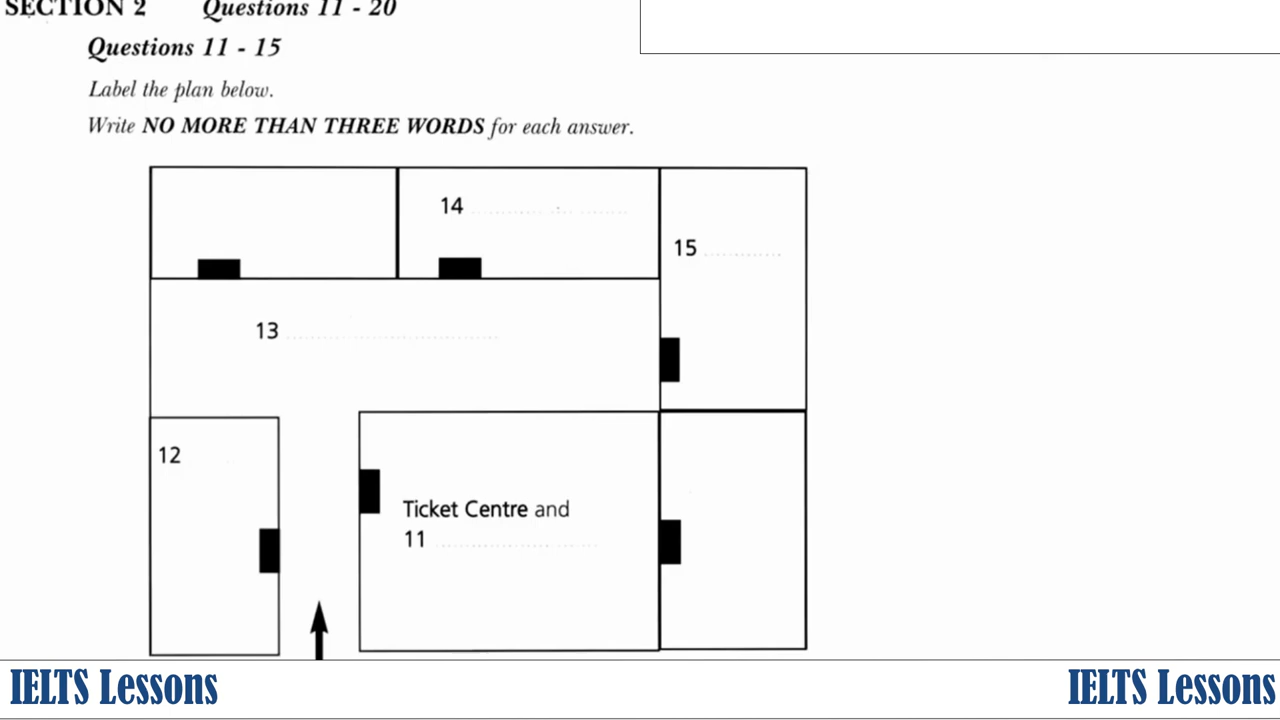 SECTION 2 Questions 11 - 20
Questions 11 - 15
Label the plan below.
Write NO MORE THAN THREE WORDS for each answer.
14
15
13
12
Ticket Centre and
11
IELTS Lessons
IELTS Lessons